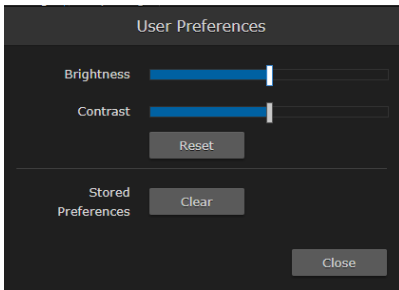 User Preferences
Brightness
Contrast
Reset
Stored
Preferences
Clear
Close